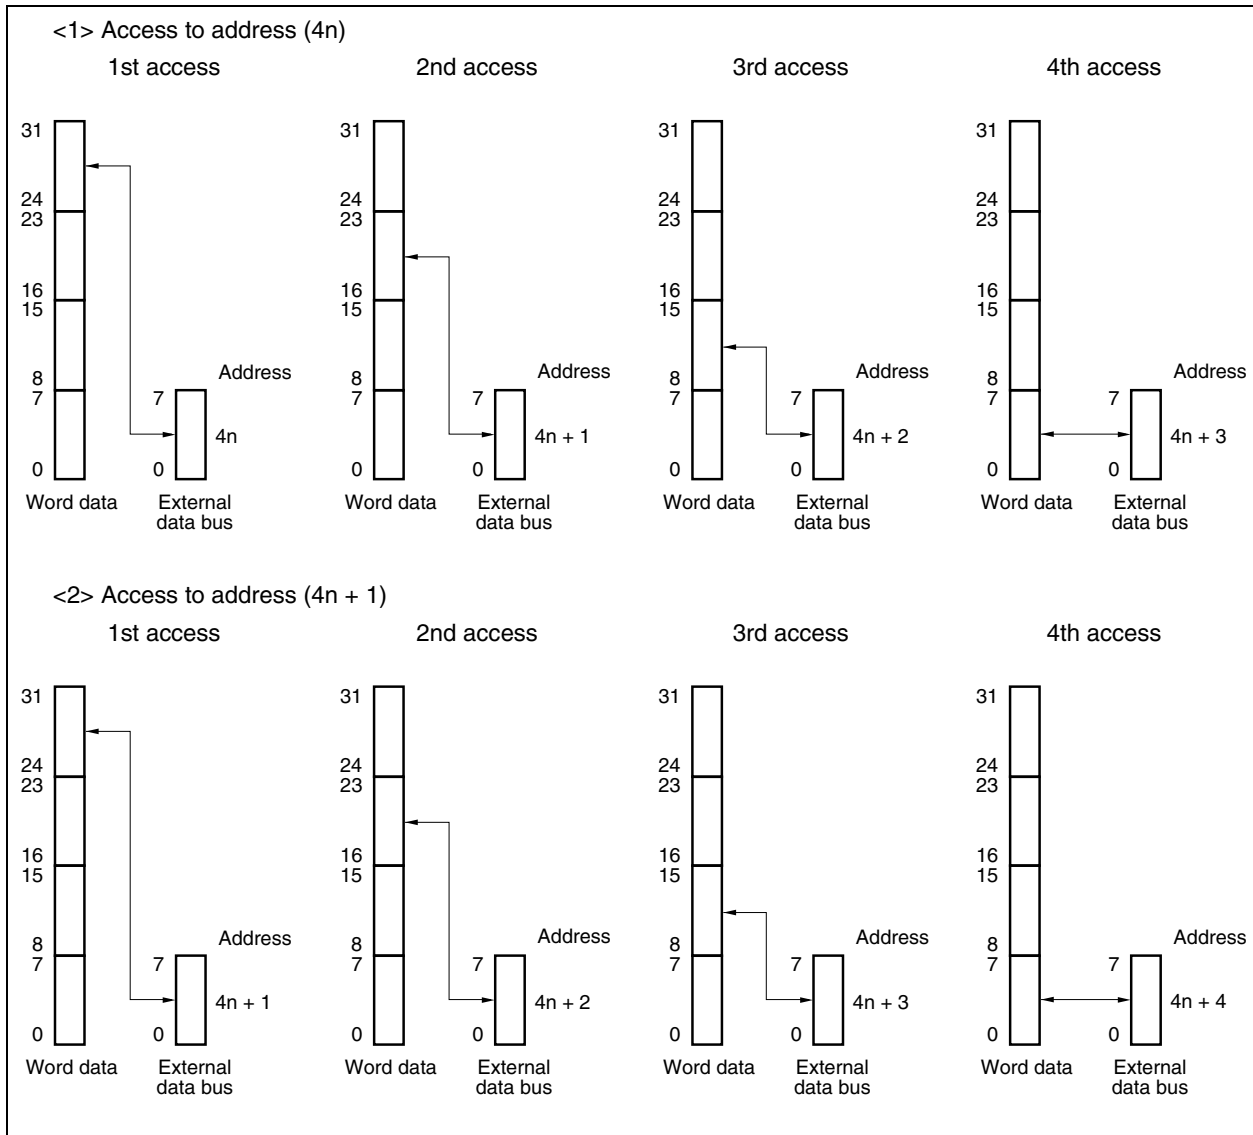 <1> Access to address (4n)
1st access
2nd access
3rd access
4th access
31
24
23
16
15
8
7
0
Word data
Address
7
4n
0
External
data bus
31
24
23
16
15
8
7
0
Word data
Address
7
4n + 1
0
External
data bus
31
24
23
16
15
8
7
0
Word data
Address
7
4n + 2
0
External
data bus
31
24
23
16
15
8
7
0
Word data
Address
7
4n + 3
0
External
data bus
<2> Access to address (4n + 1)
1st access
2nd access
3rd access
4th access
31
24
23
16
15
8
7
0
Word data
Address
7
4n + 1
0
External
data bus
31
24
23
16
15
8
7
0
Word data
Address
7
4n + 2
0
External
data bus
31
24
23
16
15
8
7
0
Word data
Address
7
4n + 3
0
External
data bus
31
24
23
16
15
8
7
0
Word data
Address
7
4n + 4
0
External
data bus